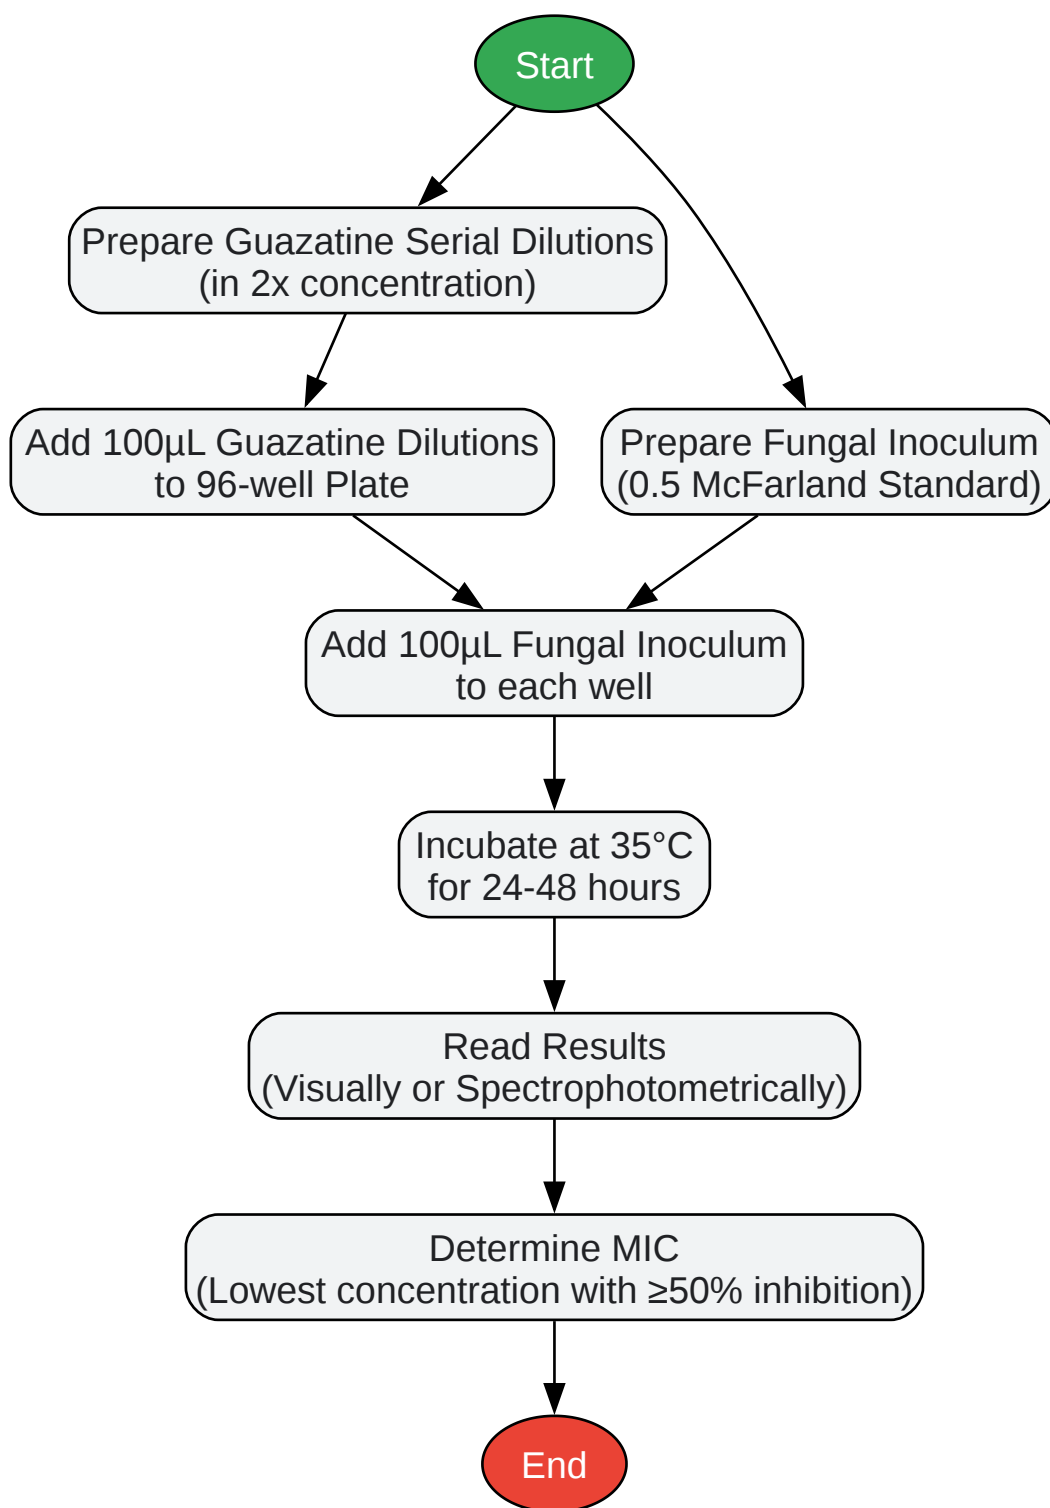 Start
Prepare Guazatine Serial Dilutions
(in 2x concentration)
Add 100µL Guazatine Dilutions
to 96-well Plate
Prepare Fungal Inoculum
(0.5 McFarland Standard)
Add 100µL Fungal Inoculum
to each well
Incubate at 35°C
for 24-48 hours
Read Results
(Visually or Spectrophotometrically)
Determine MIC
(Lowest concentration with ≥50% inhibition)
End